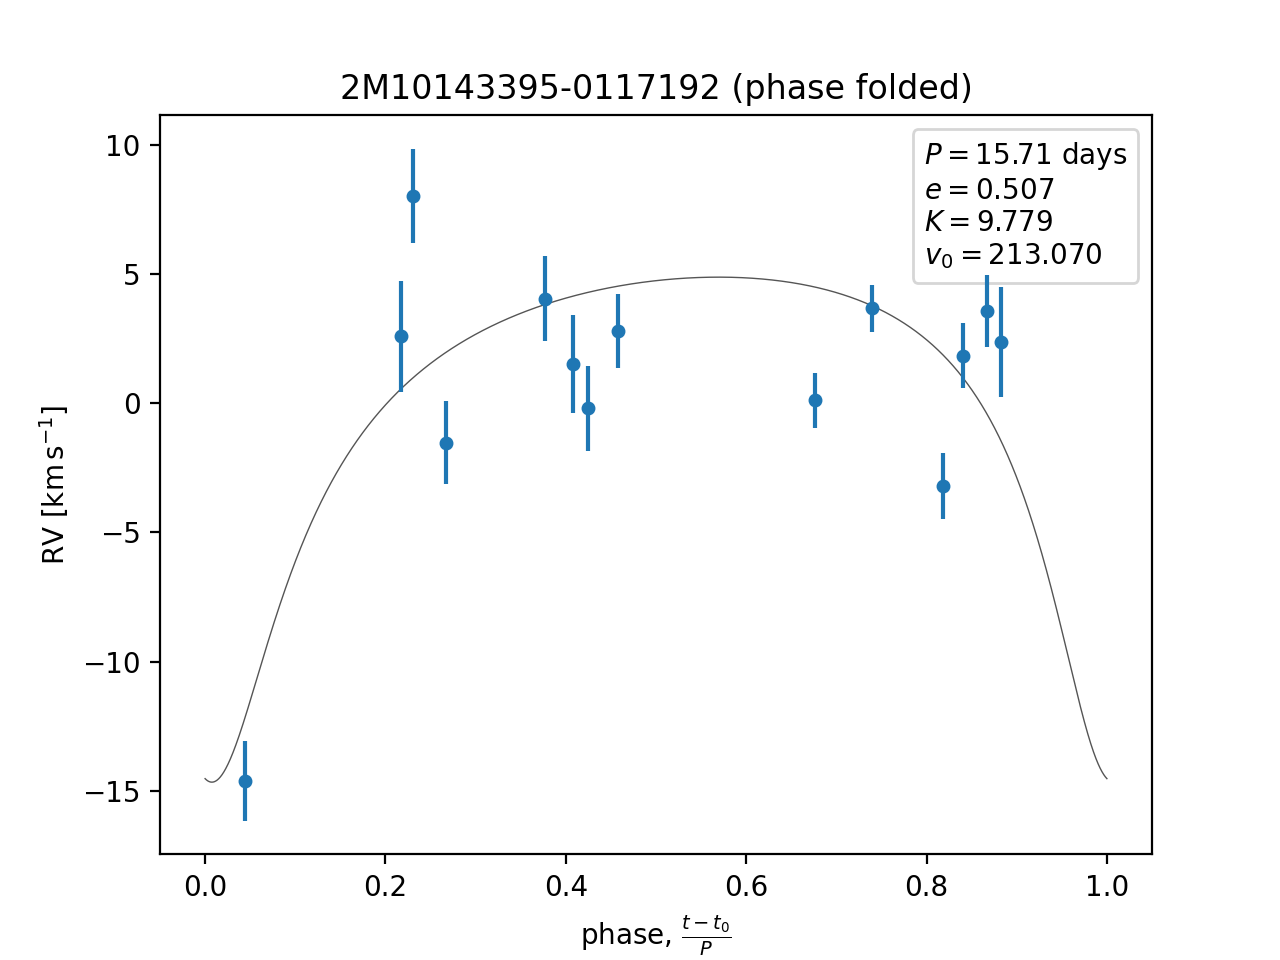 2M10143395-0117192 (phase folded)
P = 15.71 days
e = 0.507
K = 9.779
v₀ = 213.070
10
5
0
−5
−10
−15
RV [km s⁻¹]
0.0 0.2 0.4 0.6 0.8 1.0
phase, (t − t₀)/P